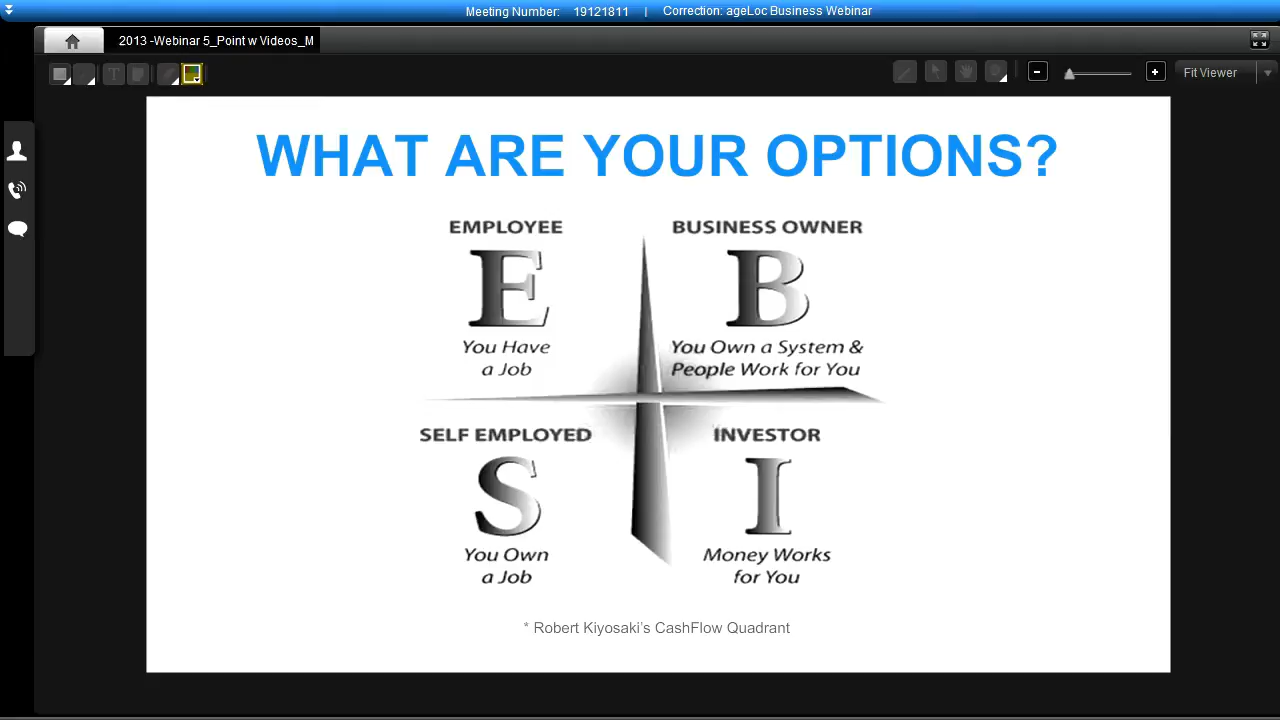 Meeting Number: 19121811 | Correction: ageLoc Business Webinar
2013 -Webinar 5_Point w Videos_M
T
Fit Viewer
WHAT ARE YOUR OPTIONS?
EMPLOYEE
E
You Have
a Job
BUSINESS OWNER
B
You Own a System &
People Work for You
SELF EMPLOYED
S
You Own
a Job
INVESTOR
I
Money Works
for You
* Robert Kiyosaki's CashFlow Quadrant